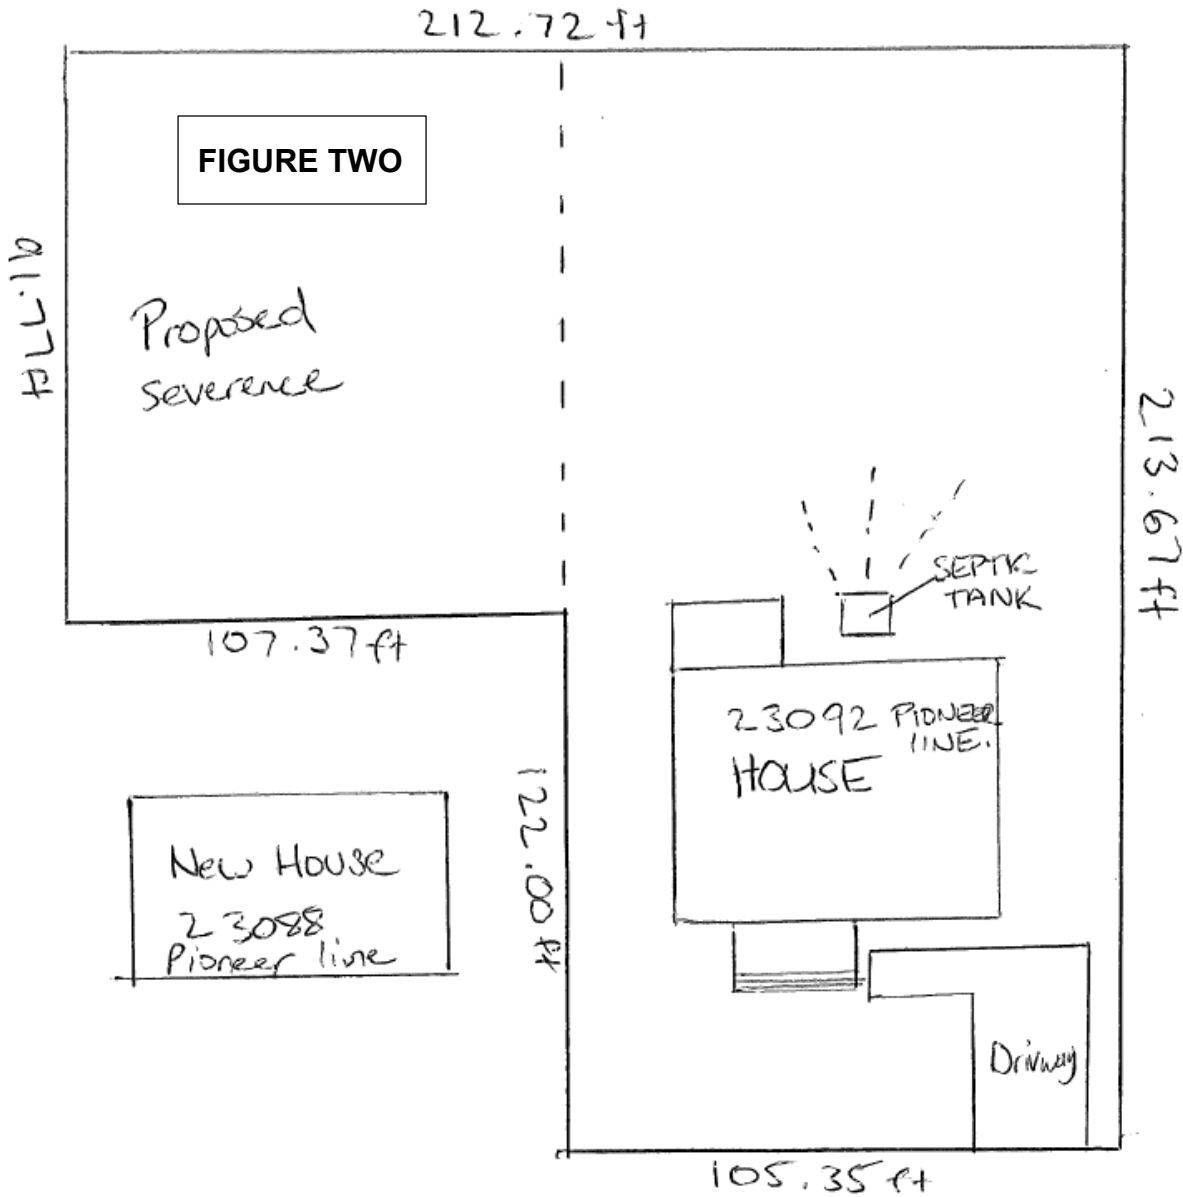 212.72 ft
FIGURE TWO
91.77 ft
Proposed
severence
213.67 ft
SEPTIC
TANK
107.37 ft
23092 PIONEER
LINE.
HOUSE
122.00 ft
New House
23088
Pioneer line
Drivway
105.35 ft